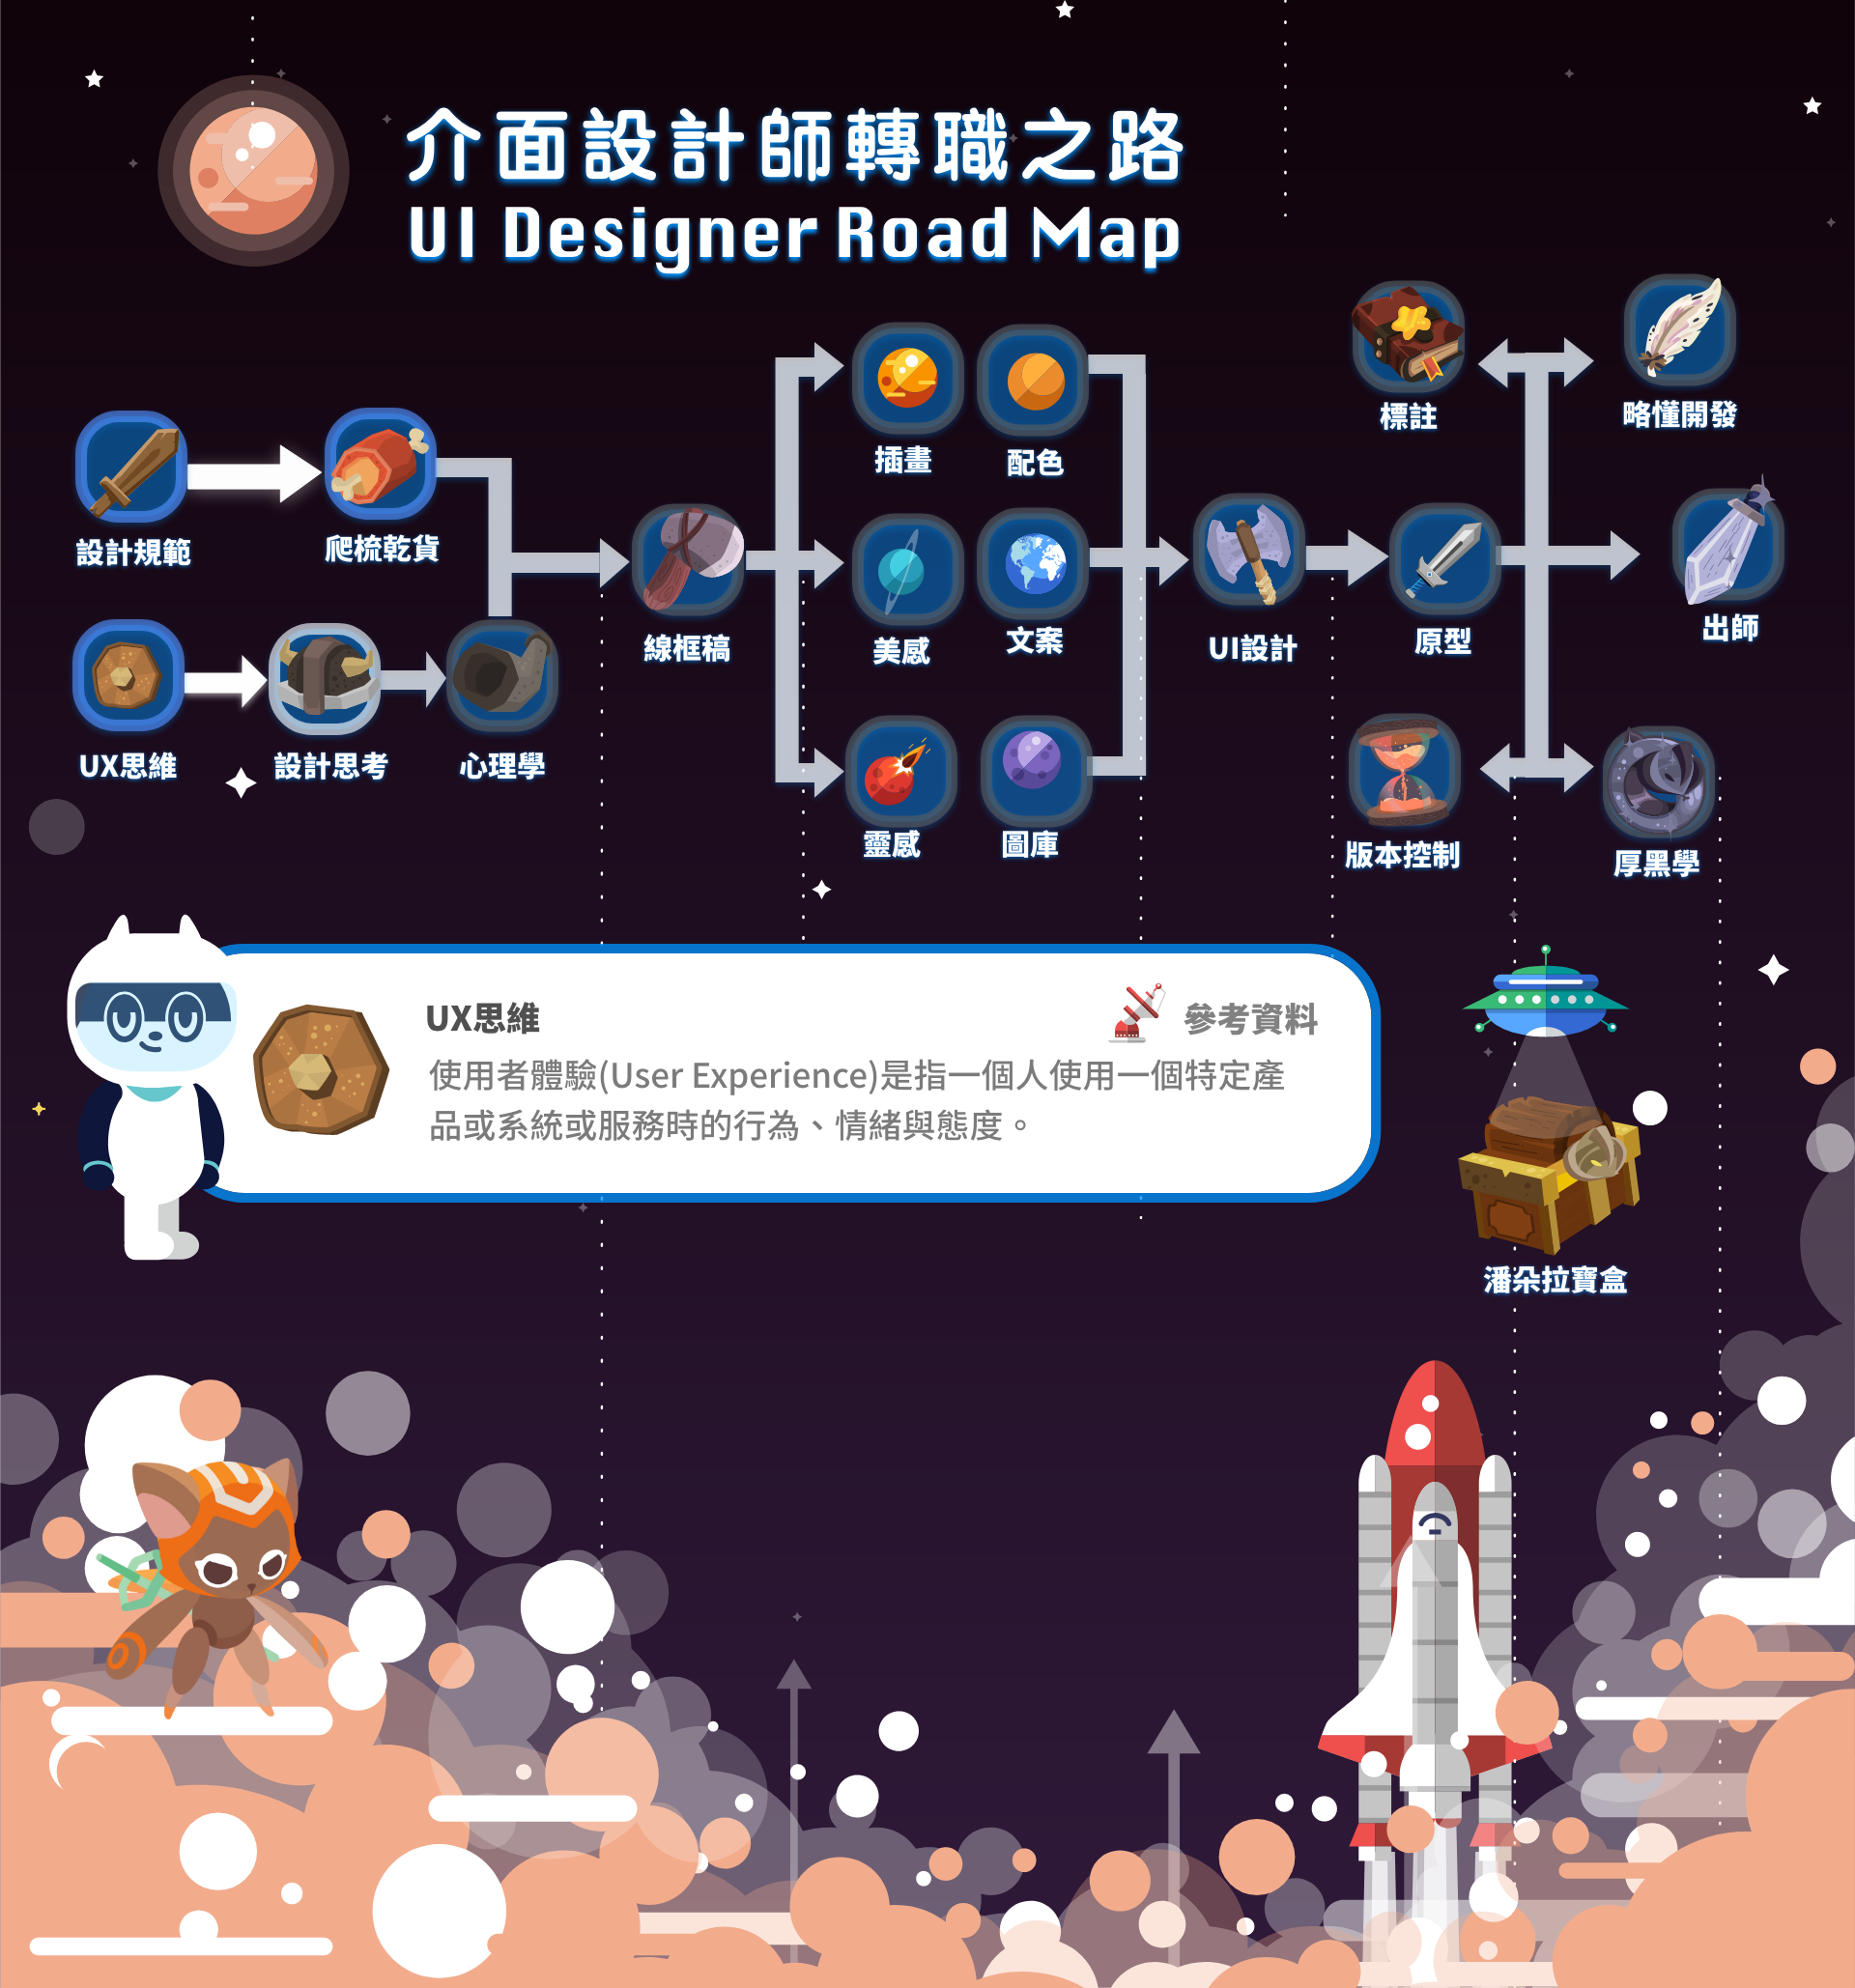 介面設計師轉職之路
UI Designer Road Map
標註
略懂開發
插畫
配色
設計規範
爬梳乾貨
線框稿
美感
文案
UI設計
原型
出師
UX思維
設計思考
心理學
靈感
圖庫
版本控制
厚黑學
UX思維
參考資料
使用者體驗(User Experience)是指一個人使用一個特定產
品或系統或服務時的行為、情緒與態度。
潘朵拉寶盒